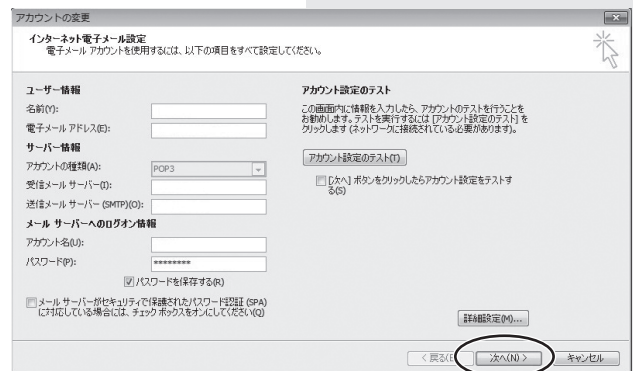 アカウントの変更
インターネット電子メール設定
電子メール アカウントを使用するには、以下の項目をすべて設定してください。
ユーザー情報
名前(Y):
電子メール アドレス(E):
サーバー情報
アカウントの種類(A):
POP3
受信メール サーバー(I):
送信メール サーバー (SMTP)(O):
メール サーバーへのログオン情報
アカウント名(U):
パスワード(P):
********
パスワードを保存する(R)
メール サーバーがセキュリティで保護されたパスワード認証 (SPA)
に対応している場合には、チェック ボックスをオンにしてください(Q)
アカウント設定のテスト
この画面内に情報を入力したら、アカウントのテストを行うことを
お勧めします。テストを実行するには [アカウント設定のテスト] を
クリックします (ネットワークに接続されている必要があります)。
アカウント設定のテスト(T)
[次へ] ボタンをクリックしたらアカウント設定をテストす
る(S)
詳細設定(M)...
< 戻る(
次へ(N) >
キャンセル